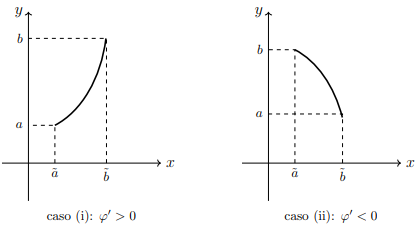 y
b
a
ã
b̃
x
caso (i): φ′ > 0
y
b
a
ã
b̃
x
caso (ii): φ′ < 0